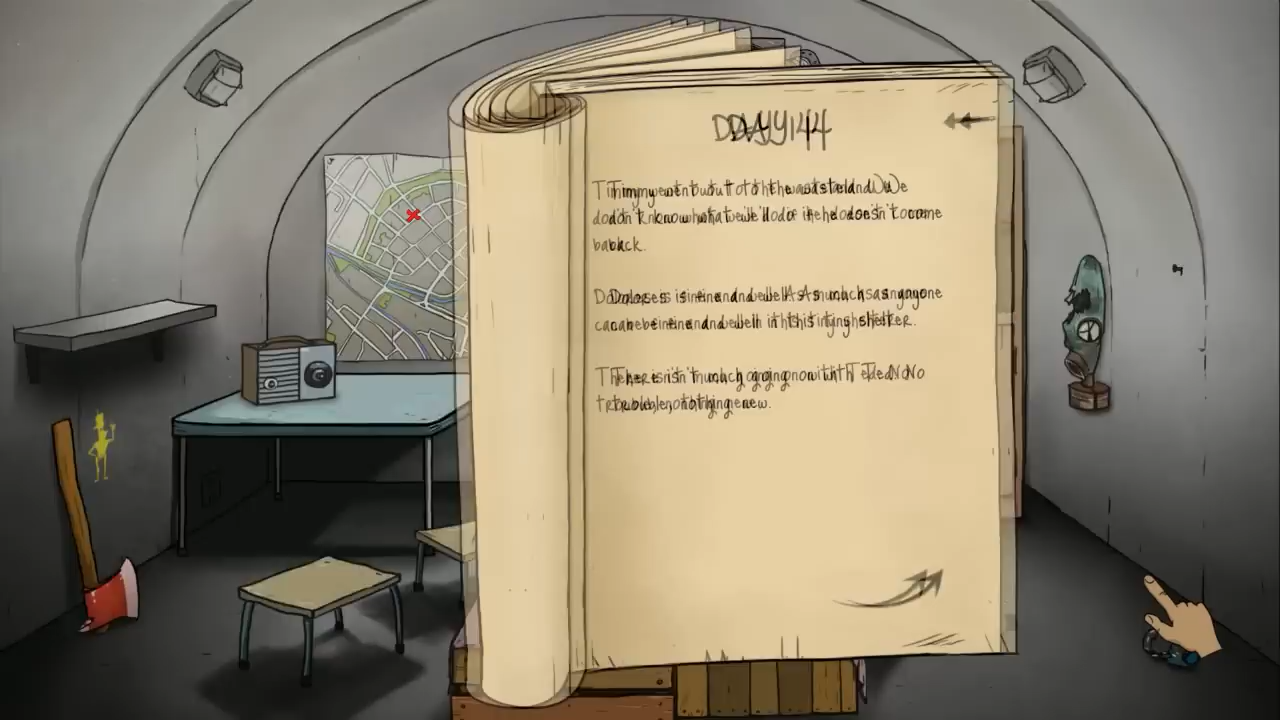 DAY 14
Timmy went out to the wasteland. We
don't know what we'll do if he doesn't come
back.
Dolores is fine and well. As much as anyone
can be fine and well in this tiny shelter.
There isn't much going on with Ted. No
trouble, nothing new.